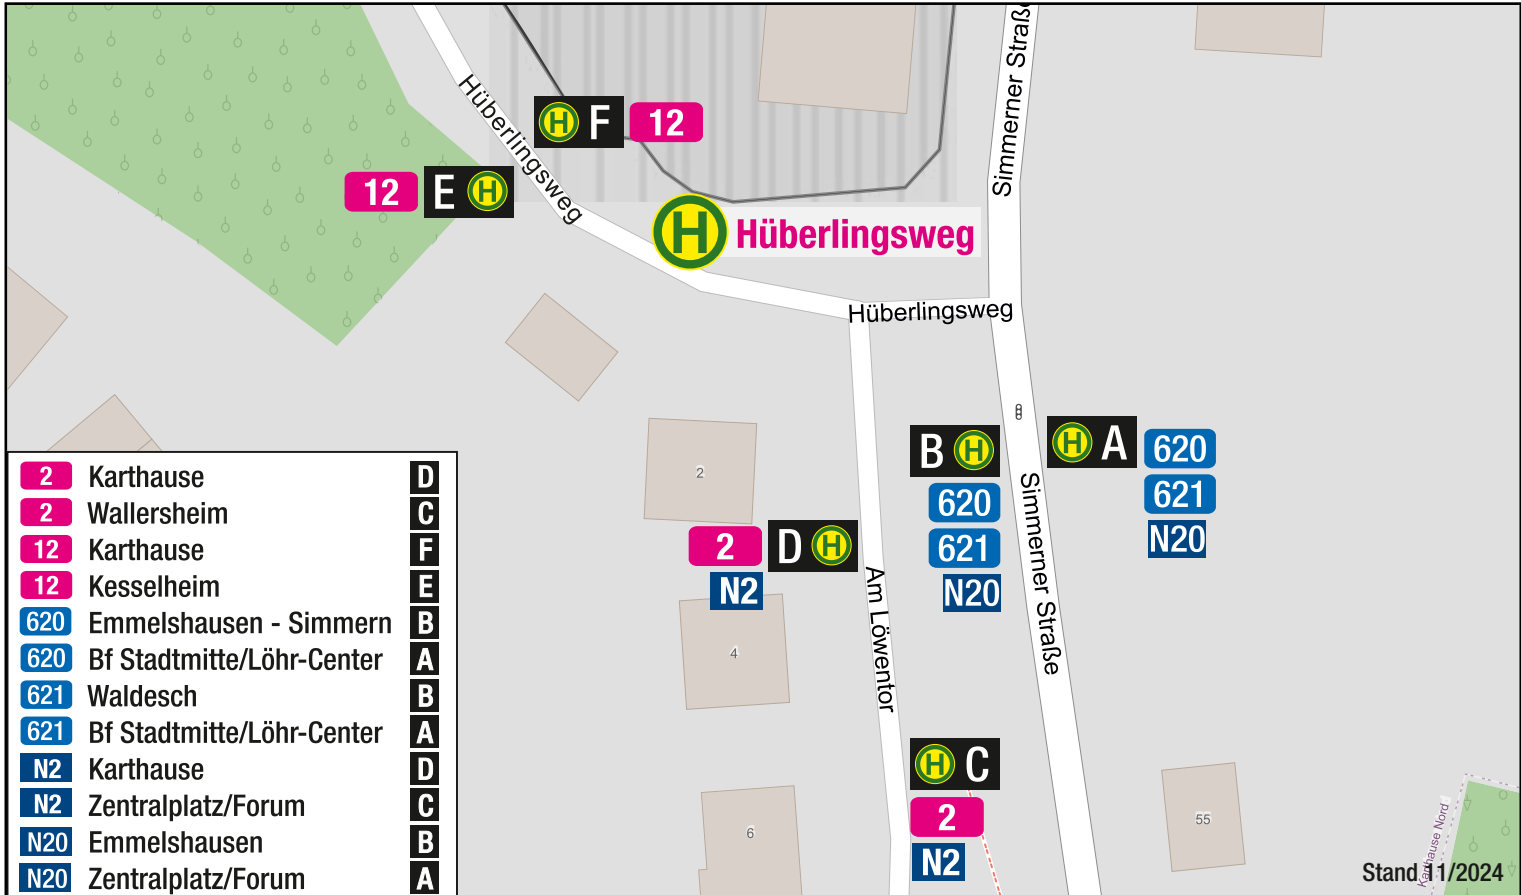 Simmerner Straße
Hüberlingsweg
H F 12
12 E H
H Hüberlingsweg
Hüberlingsweg
B H
620
621
N20
H A 620
621
N20
Simmerner Straße
2
2 D H
N2
Am Löwentor
4
6
H C
2
N2
55
Karthause Nord
Stand 11/2024
2 Karthause D
2 Wallersheim C
12 Karthause F
12 Kesselheim E
620 Emmelshausen - Simmern B
620 Bf Stadtmitte/Löhr-Center A
621 Waldesch B
621 Bf Stadtmitte/Löhr-Center A
N2 Karthause D
N2 Zentralplatz/Forum C
N20 Emmelshausen B
N20 Zentralplatz/Forum A